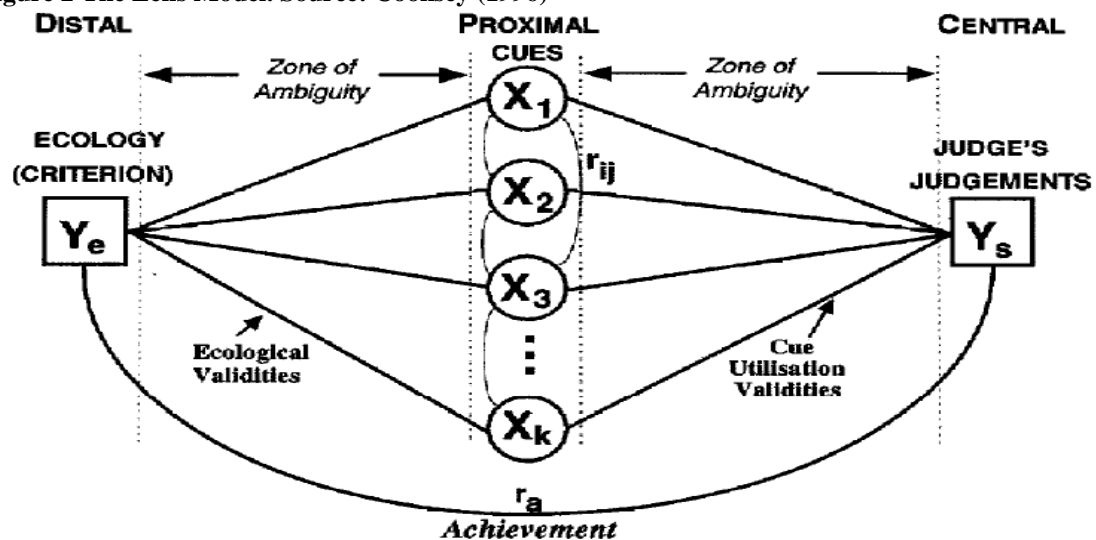 Figure 2 The Lens Model. Source: Cooksey (1996)
DISTAL
PROXIMAL
CENTRAL
CUES
Zone of
Ambiguity
Zone of
Ambiguity
X1
ECOLOGY
(CRITERION)
JUDGE'S
JUDGEMENTS
rij
X2
Ye
Ys
X3
Ecological
Validities
Cue
Utilisation
Validities
Xk
ra
Achievement